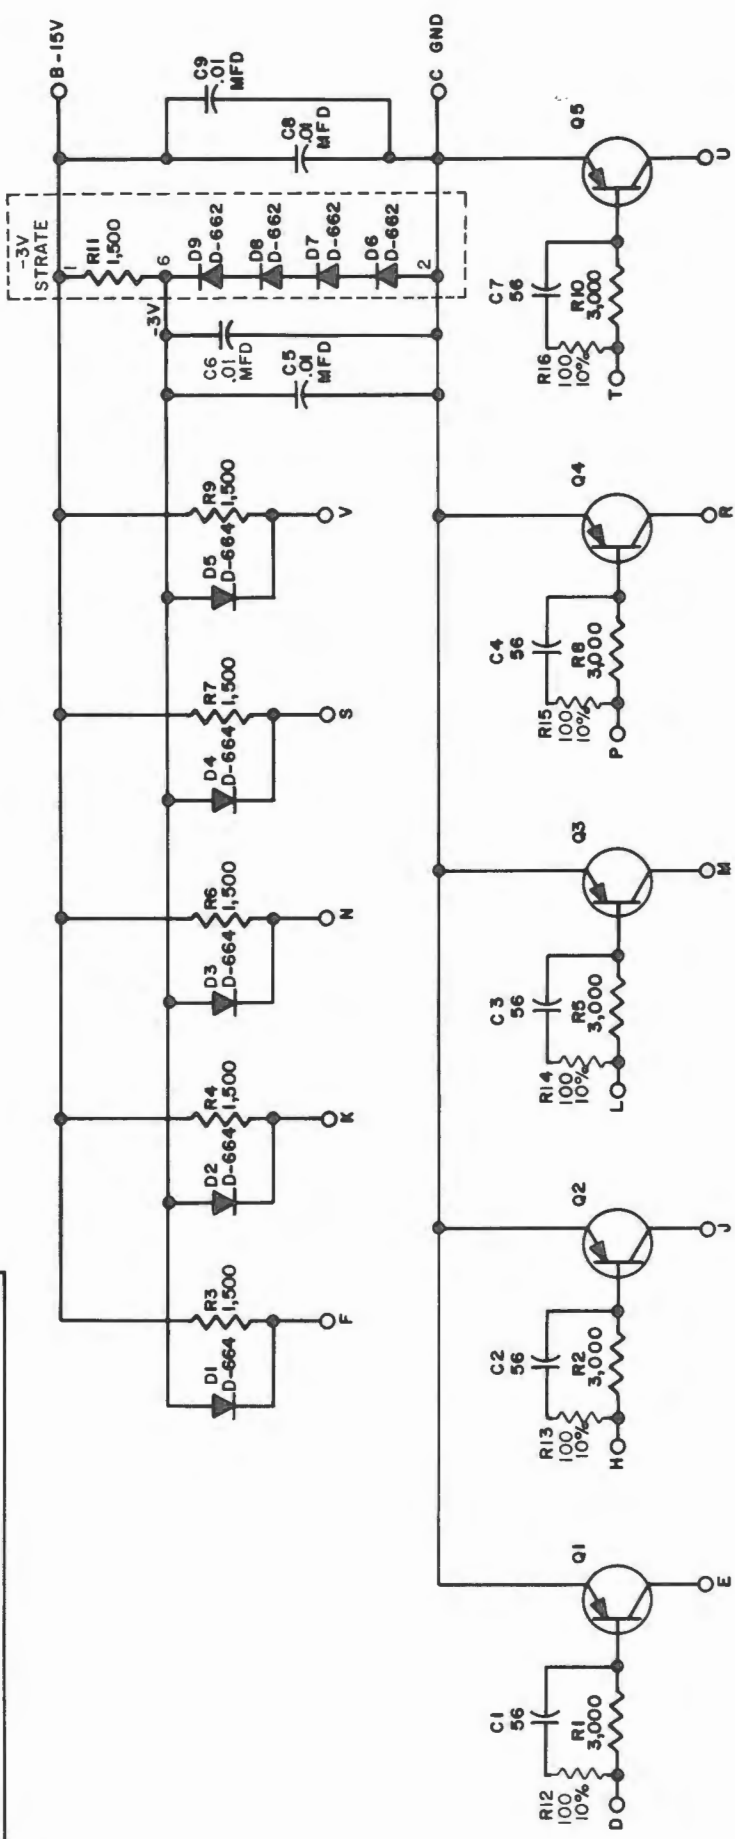 B -15V
C9
.01
MFD
C8
.01
MFD
C GND
-3V
STRATE
1
R11
1,500
6
D9
D-662
D8
D-662
D7
D-662
D6
D-662
2
-3V
C6
.01
MFD
C5
.01
MFD
R9
1,500
D5
D-664
V
R7
1,500
D4
D-664
S
R6
1,500
D3
D-664
N
R4
1,500
D2
D-664
K
R3
1,500
D1
D-664
F
Q5
U
C7
56
R10
3,000
R16
100
10%
T
Q4
R
C4
56
R8
3,000
R15
100
10%
P
Q3
M
C3
56
R5
3,000
R14
100
10%
L
Q2
J
C2
56
R2
3,000
R13
100
10%
H
Q1
E
C1
56
R1
3,000
R12
100
10%
D